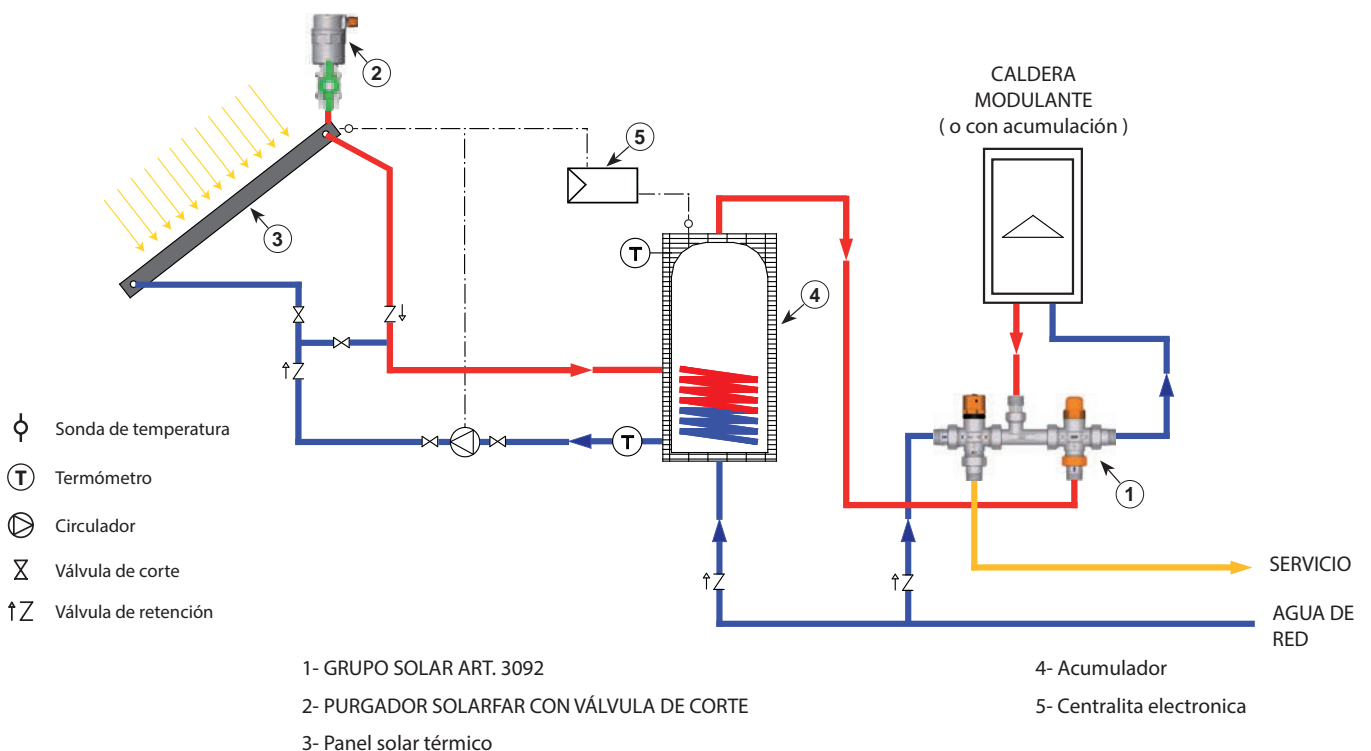 2
CALDERA
MODULANTE
( o con acumulación )
5
3
T
4
Sonda de temperatura
T Termómetro
T
Circulador
1
Válvula de corte
SERVICIO
Válvula de retención
AGUA DE
RED
1- GRUPO SOLAR ART. 3092
2- PURGADOR SOLARFAR CON VÁLVULA DE CORTE
3- Panel solar térmico
4- Acumulador
5- Centralita electronica